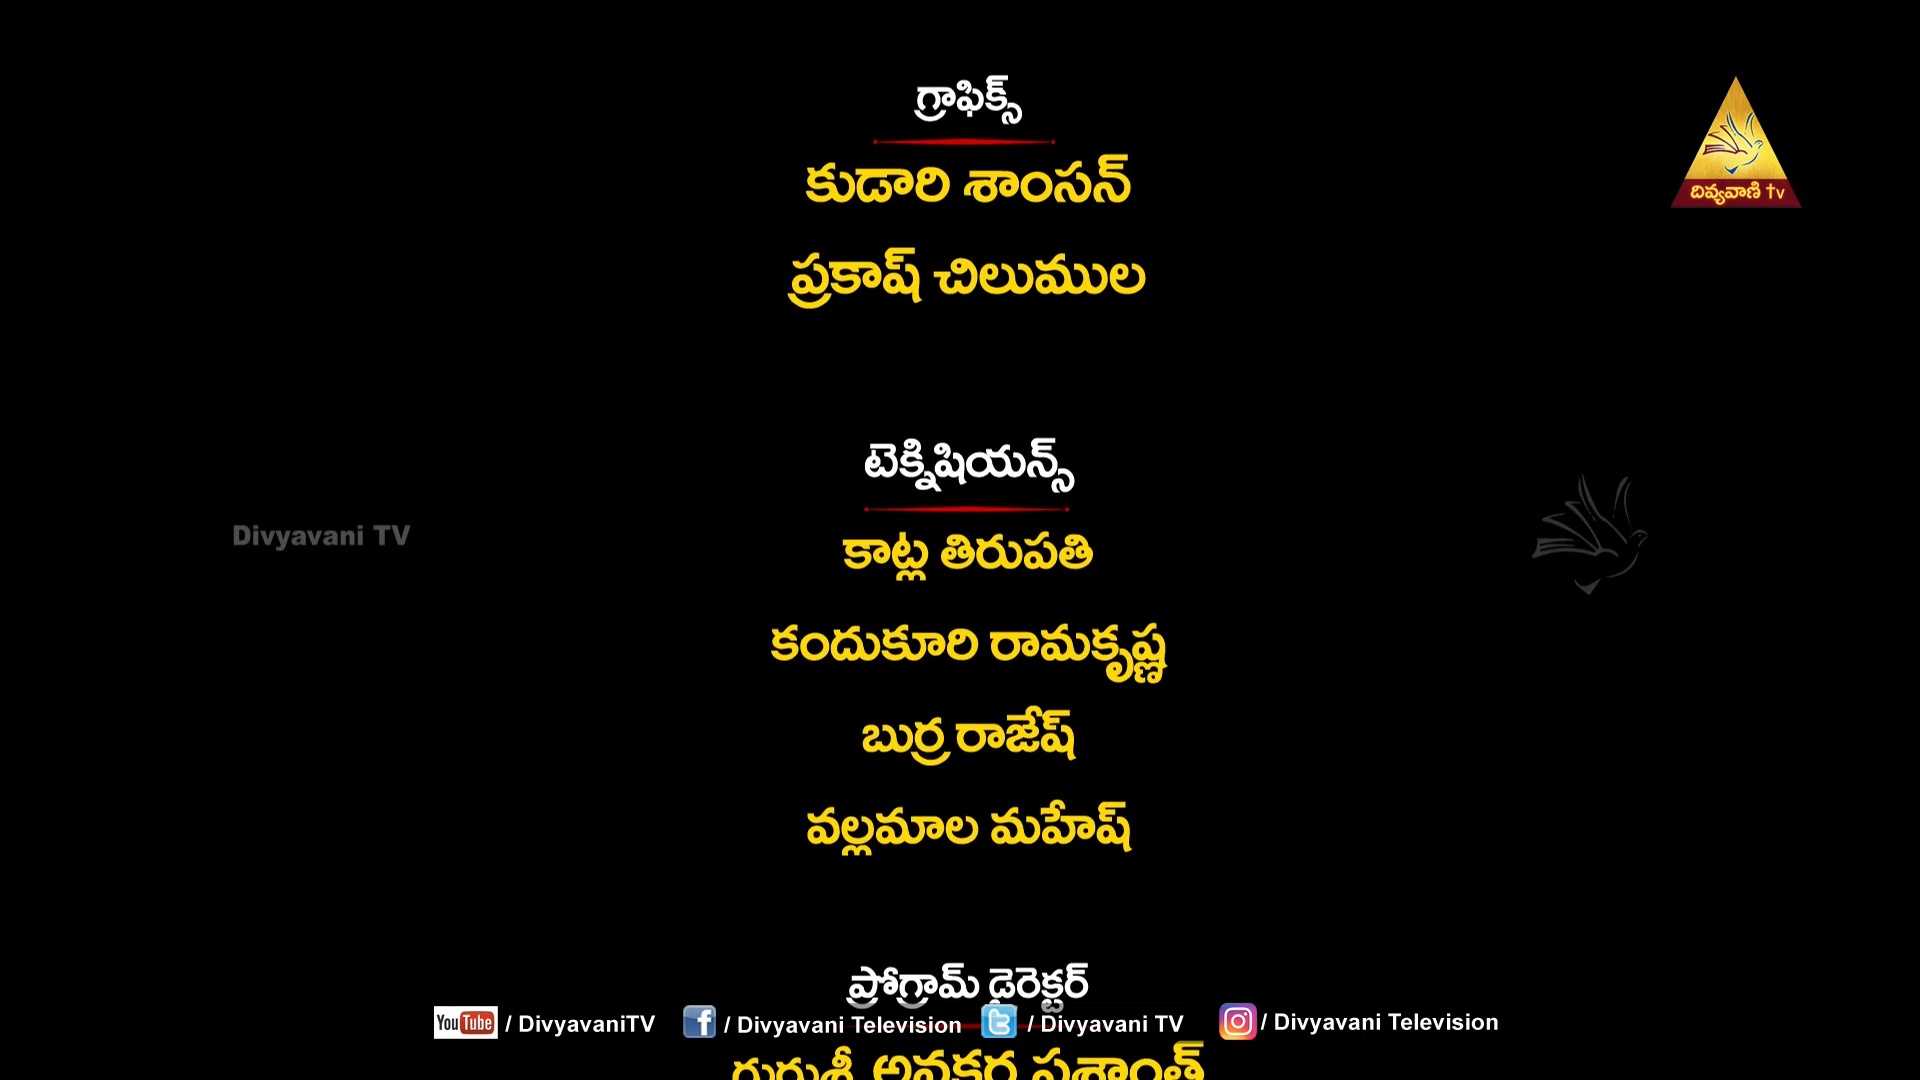 గ్రాఫిక్స్
కుడారి శాంసన్
ప్రకాష్ చిలుముల
దివ్యవాణి tv
టెక్నిషియన్స్
Divyavani TV
కాట్ల తిరుపతి
కందుకూరి రామకృష్ణ
బుర్ర రాజేష్
వల్లమాల మహేష్
ప్రోగ్రామ్ డైరెక్టర్
YouTube / DivyavaniTV / Divyavani Television / Divyavani TV / Divyavani Television